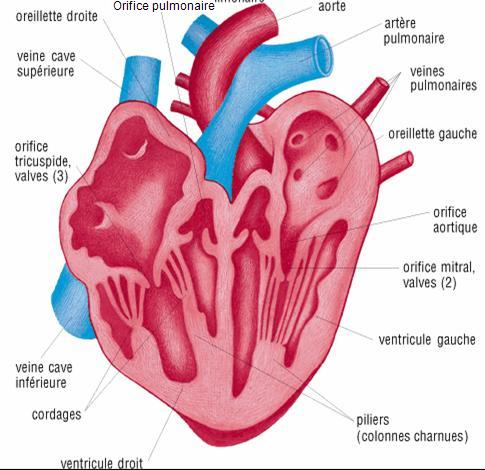 Orifice pulmonaire
oreillette droite
aorte
artère
pulmonaire
veine cave
supérieure
veines
pulmonaires
oreillette gauche
orifice
tricuspide,
valves (3)
orifice
aortique
orifice mitral,
valves (2)
ventricule gauche
veine cave
inférieure
cordages
piliers
(colonnes charnues)
ventricule droit